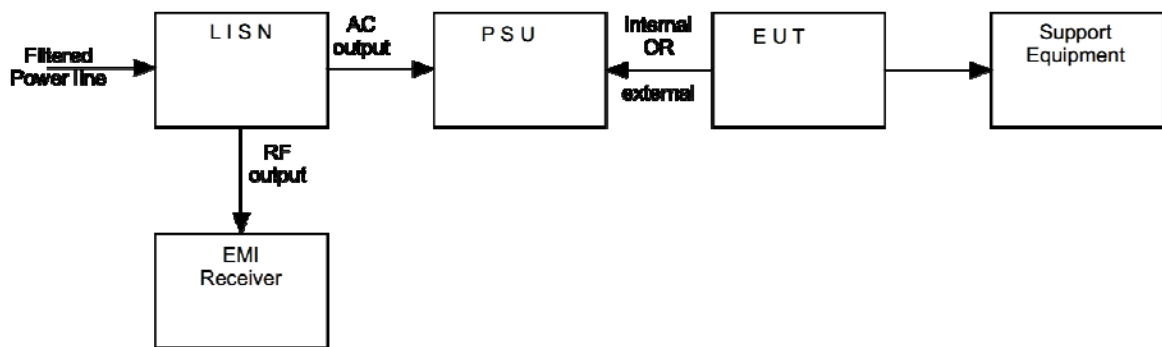 L I S N
AC
output
P S U
internal
OR
external
E U T
Support
Equipment
Filtered
Power line
RF
output
EMI
Receiver